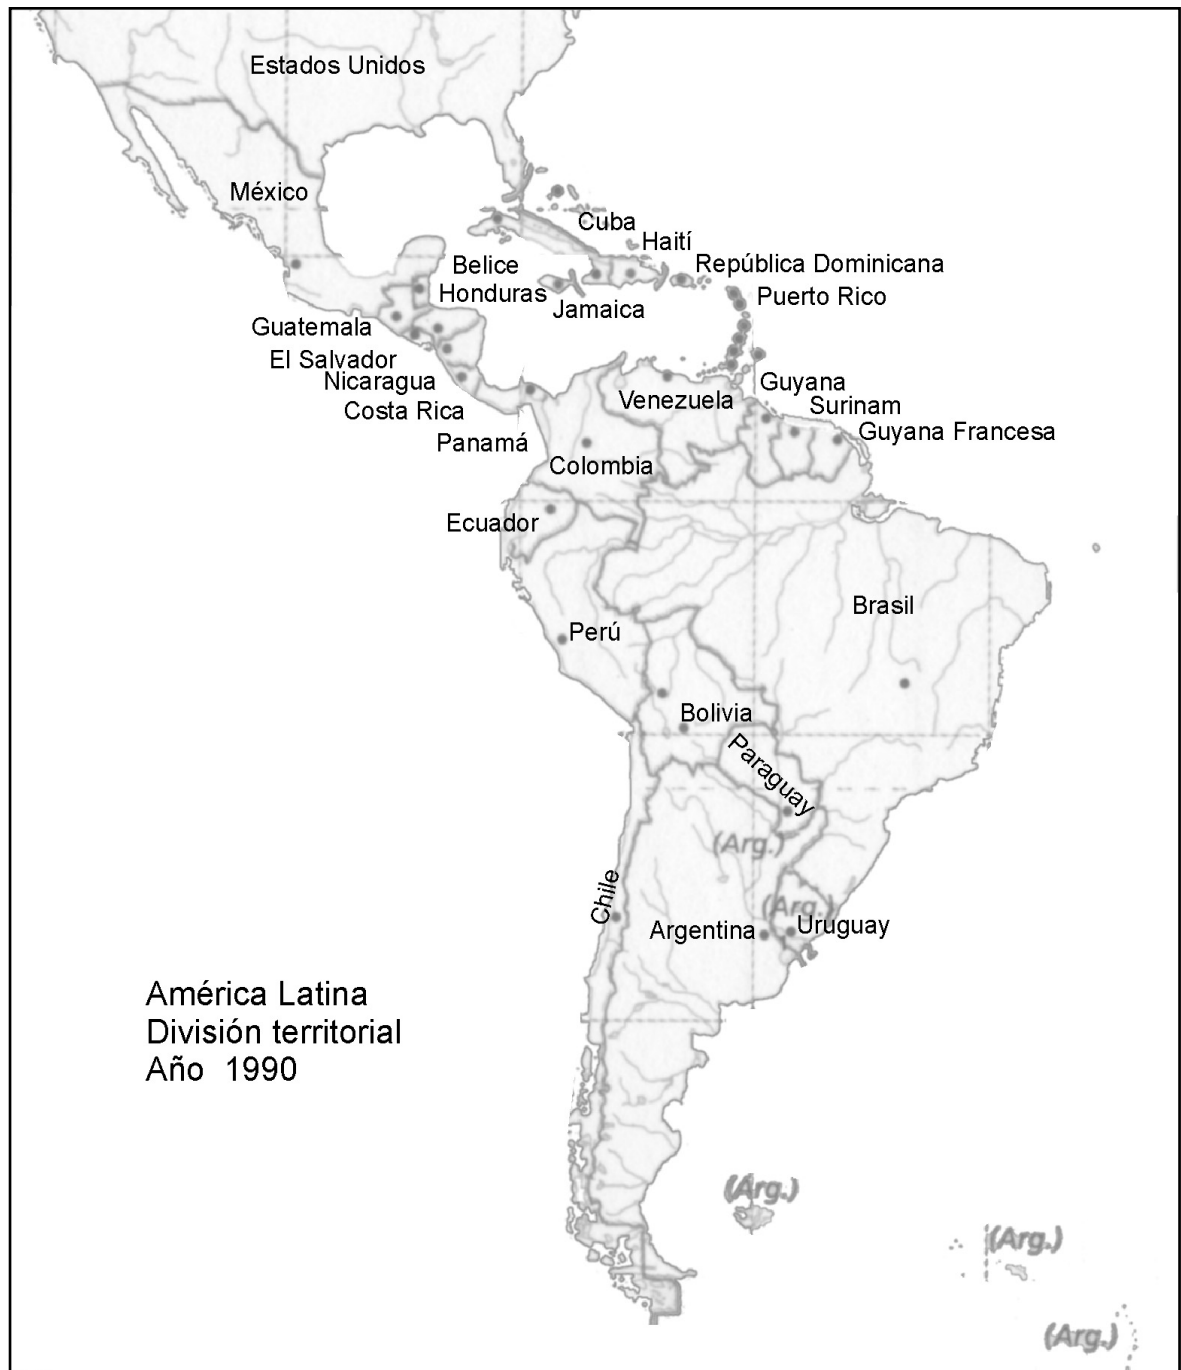 Estados Unidos
México
Cuba
Haití
República Dominicana
Belice
Honduras
Puerto Rico
Jamaica
Guatemala
El Salvador
Nicaragua
Costa Rica
Panamá
Venezuela
Guyana
Surinam
Guyana Francesa
Colombia
Ecuador
Brasil
Perú
Bolivia
Paraguay
(Arg.)
Chile
(Arg.)
Argentina
Uruguay
América Latina
División territorial
Año 1990
(Arg.)
(Arg.)
(Arg.)